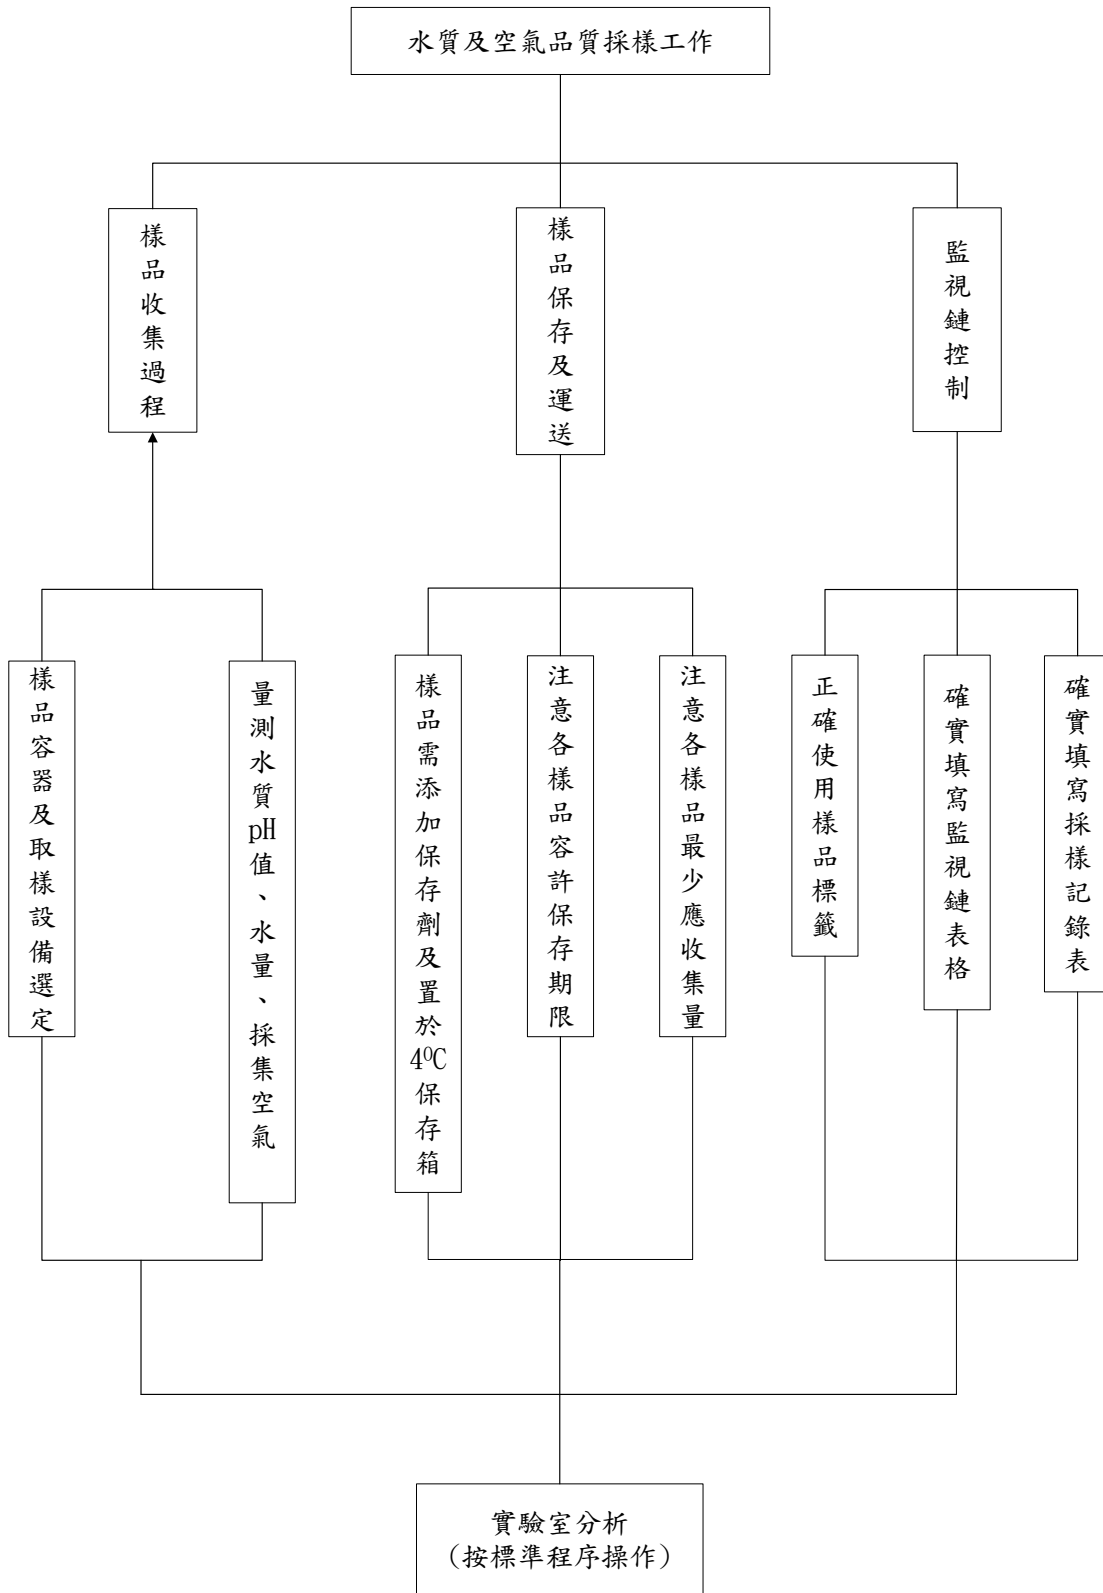 水質及空氣品質採樣工作
樣品收集過程
樣品保存及運送
監視鏈控制
樣品容器及取樣設備選定
量測水質pH值、水量、採集空氣
樣品需添加保存劑及置於4⁰C保存箱
注意各樣品容許保存期限
注意各樣品最少應收集量
正確使用樣品標籤
確實填寫監視鏈表格
確實填寫採樣記錄表
實驗室分析
(按標準程序操作)